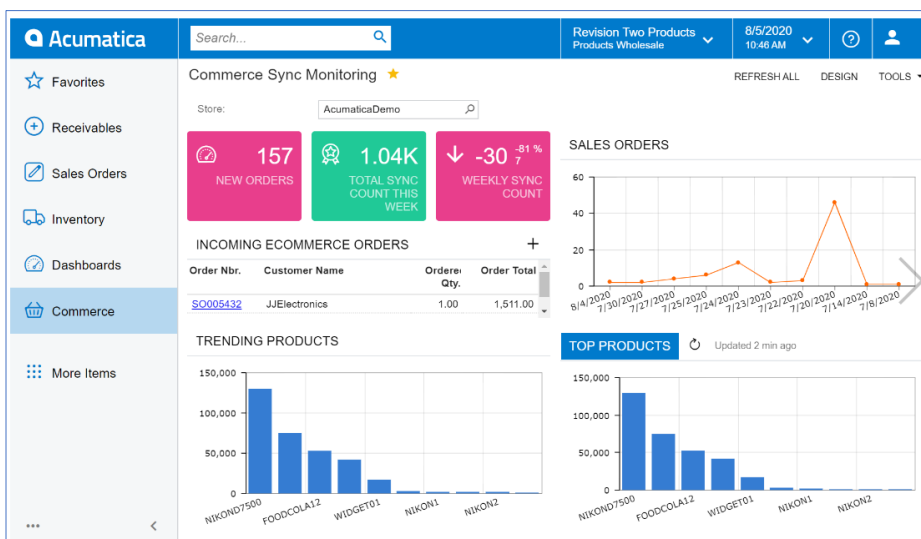 Acumatica
Search...
Revision Two Products
Products Wholesale
8/5/2020
10:46 AM
Favorites
Receivables
Sales Orders
Inventory
Dashboards
Commerce
More Items
Commerce Sync Monitoring
REFRESH ALL DESIGN TOOLS
Store: AcumaticaDemo
157
NEW ORDERS
1.04K
TOTAL SYNC
COUNT THIS
WEEK
-30 -81 %
7
WEEKLY SYNC
COUNT
INCOMING ECOMMERCE ORDERS
Order Nbr. Customer Name Ordere Order Total
Qty.
SO005432 JJElectronics 1.00 1,511.00
SALES ORDERS
60
40
20
0
8/4/2020 7/30/2020 7/27/2020 7/25/2020 7/24/2020 7/23/2020 7/22/2020 7/20/2020 7/14/2020 7/8/2020
TRENDING PRODUCTS
150,000
100,000
50,000
0
NIKOND7500 FOODCOLA12 WIDGET01 NIKON1 NIKON2
TOP PRODUCTS Updated 2 min ago
150,000
100,000
50,000
0
NIKOND7500 FOODCOLA12 WIDGET01 NIKON1 NIKON2